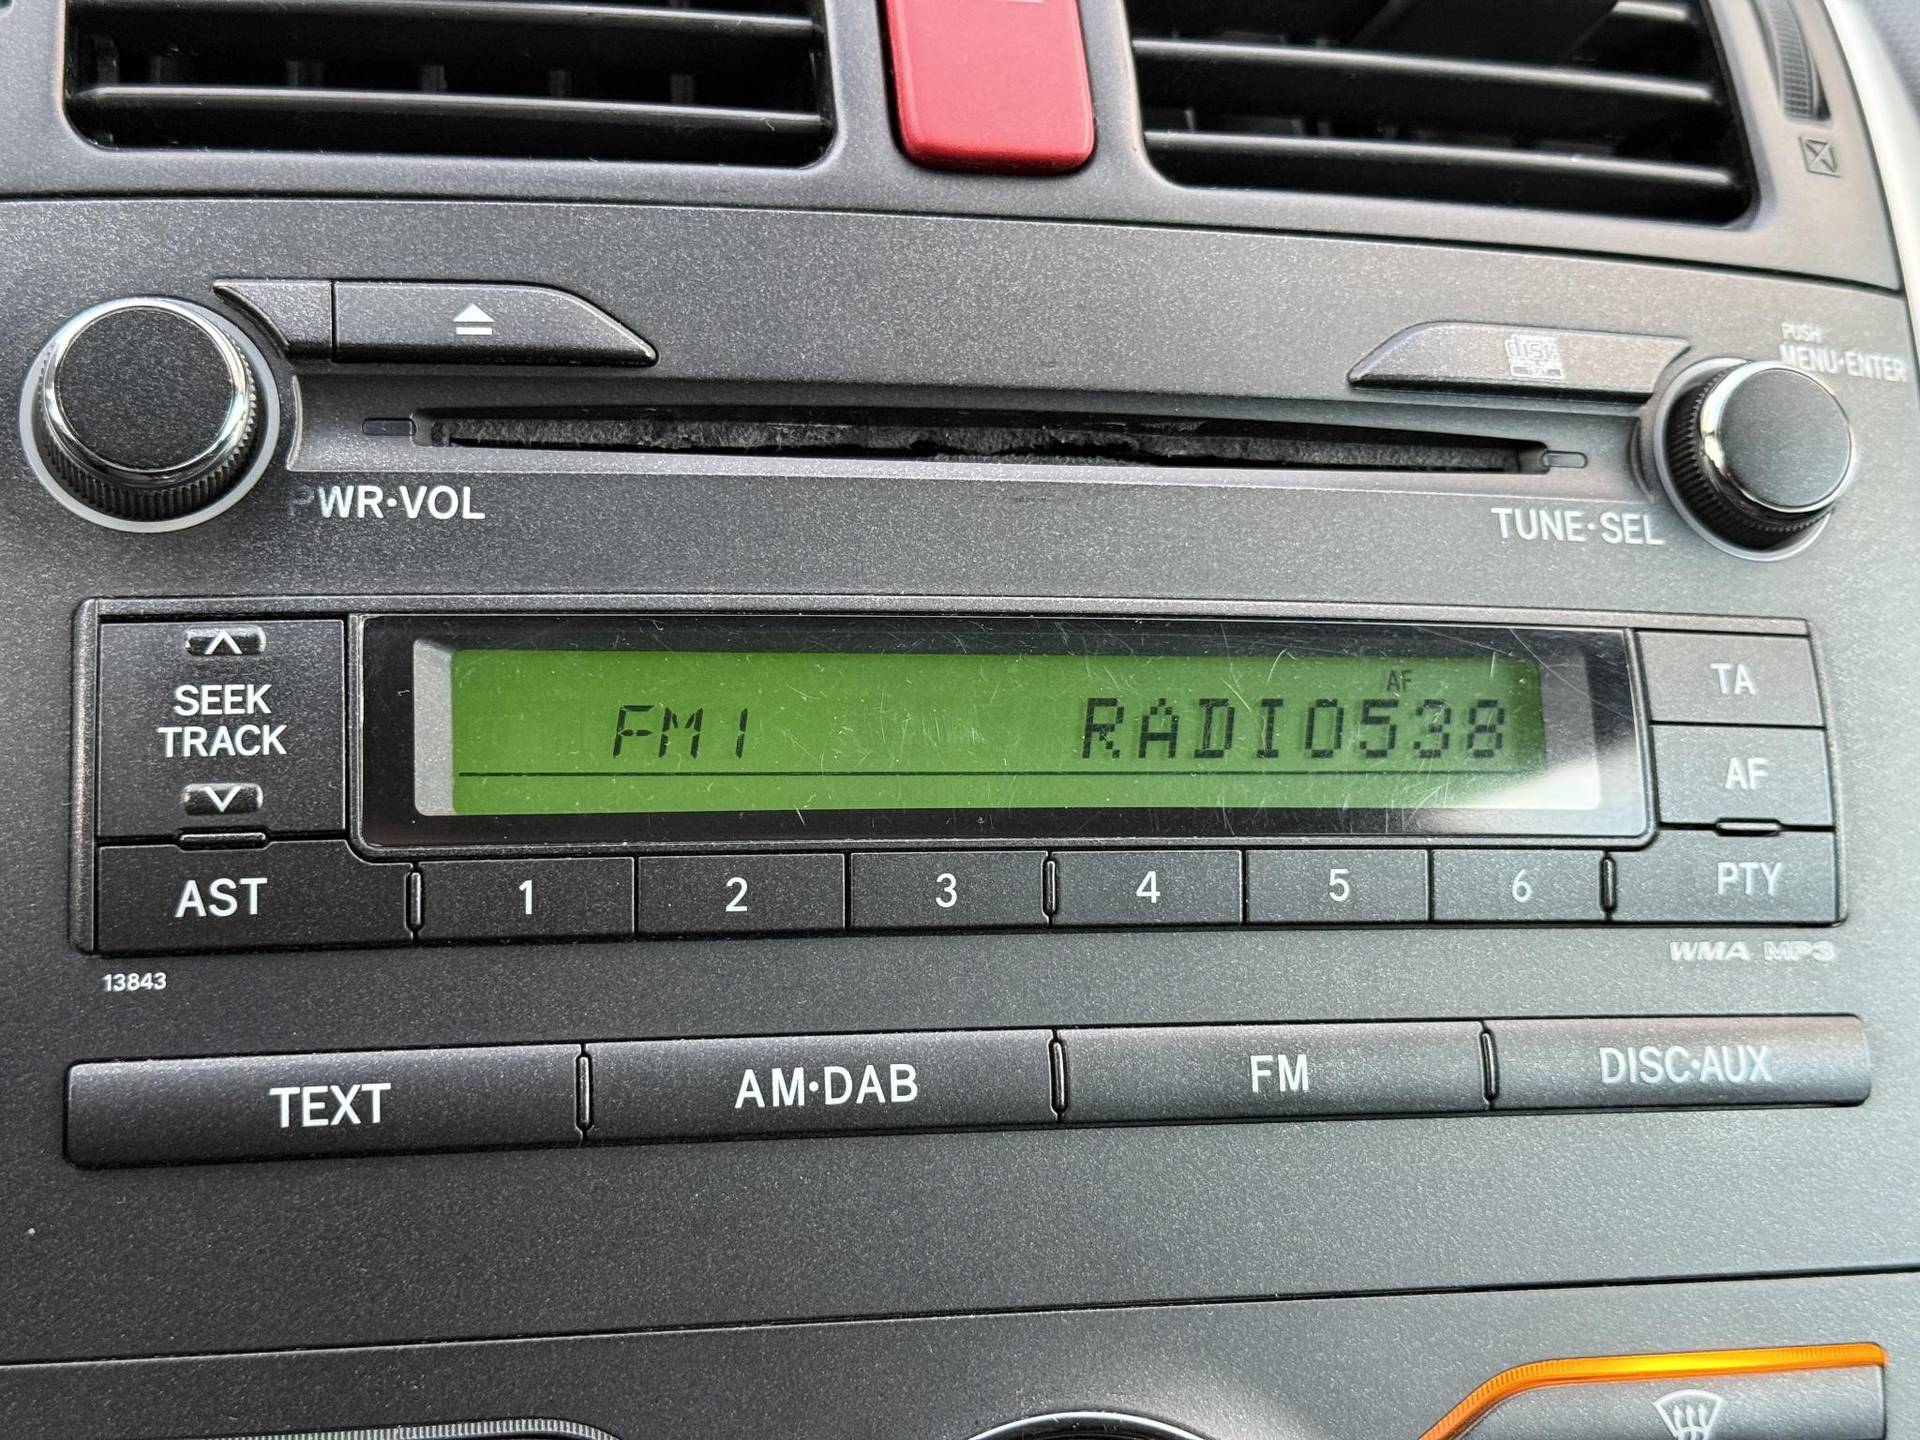 PUSH
MENU·ENTER
disc
PWR·VOL
TUNE·SEL
SEEK
TRACK
AF
FM1 RADIO538
TA
AF
AST 1 2 3 4 5 6 PTY
WMA MP3
13843
TEXT AM·DAB FM DISC·AUX